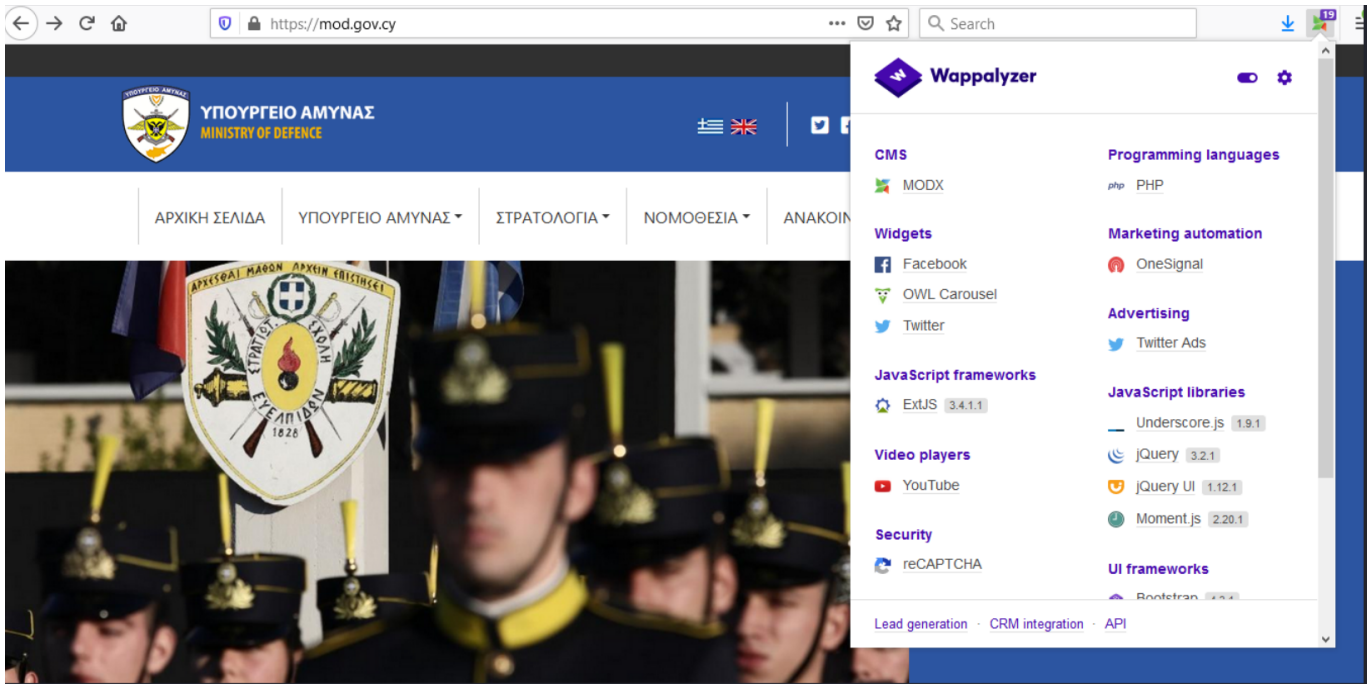 https://mod.gov.cy
Search
19
ΥΠΟΥΡΓΕΙΟ ΑΜΥΝΑΣ
ΥΠΟΥΡΓΕΙΟ ΑΜΥΝΑΣ
MINISTRY OF DEFENCE
ΑΡΧΙΚΗ ΣΕΛΙΔΑ
ΥΠΟΥΡΓΕΙΟ ΑΜΥΝΑΣ
ΣΤΡΑΤΟΛΟΓΙΑ
ΝΟΜΟΘΕΣΙΑ
ΑΝΑΚΟΙΝ
ΑΡΧΕΣΘΑΙ ΜΑΘΩΝ ΑΡΧΕΙΝ ΕΠΙΣΤΗΣΕΙ
ΣΤΡΑΤΙΩΤ. ΣΧΟΛΗ
ΕΥΕΛΠΙΔΩΝ
1828
W
Wappalyzer
CMS
MODX
Widgets
Facebook
OWL Carousel
Twitter
JavaScript frameworks
ExtJS 3.4.1.1
Video players
YouTube
Security
reCAPTCHA
Programming languages
php PHP
Marketing automation
OneSignal
Advertising
Twitter Ads
JavaScript libraries
Underscore.js 1.9.1
jQuery 3.2.1
jQuery UI 1.12.1
Moment.js 2.20.1
UI frameworks
Bootstrap
Lead generation · CRM integration · API